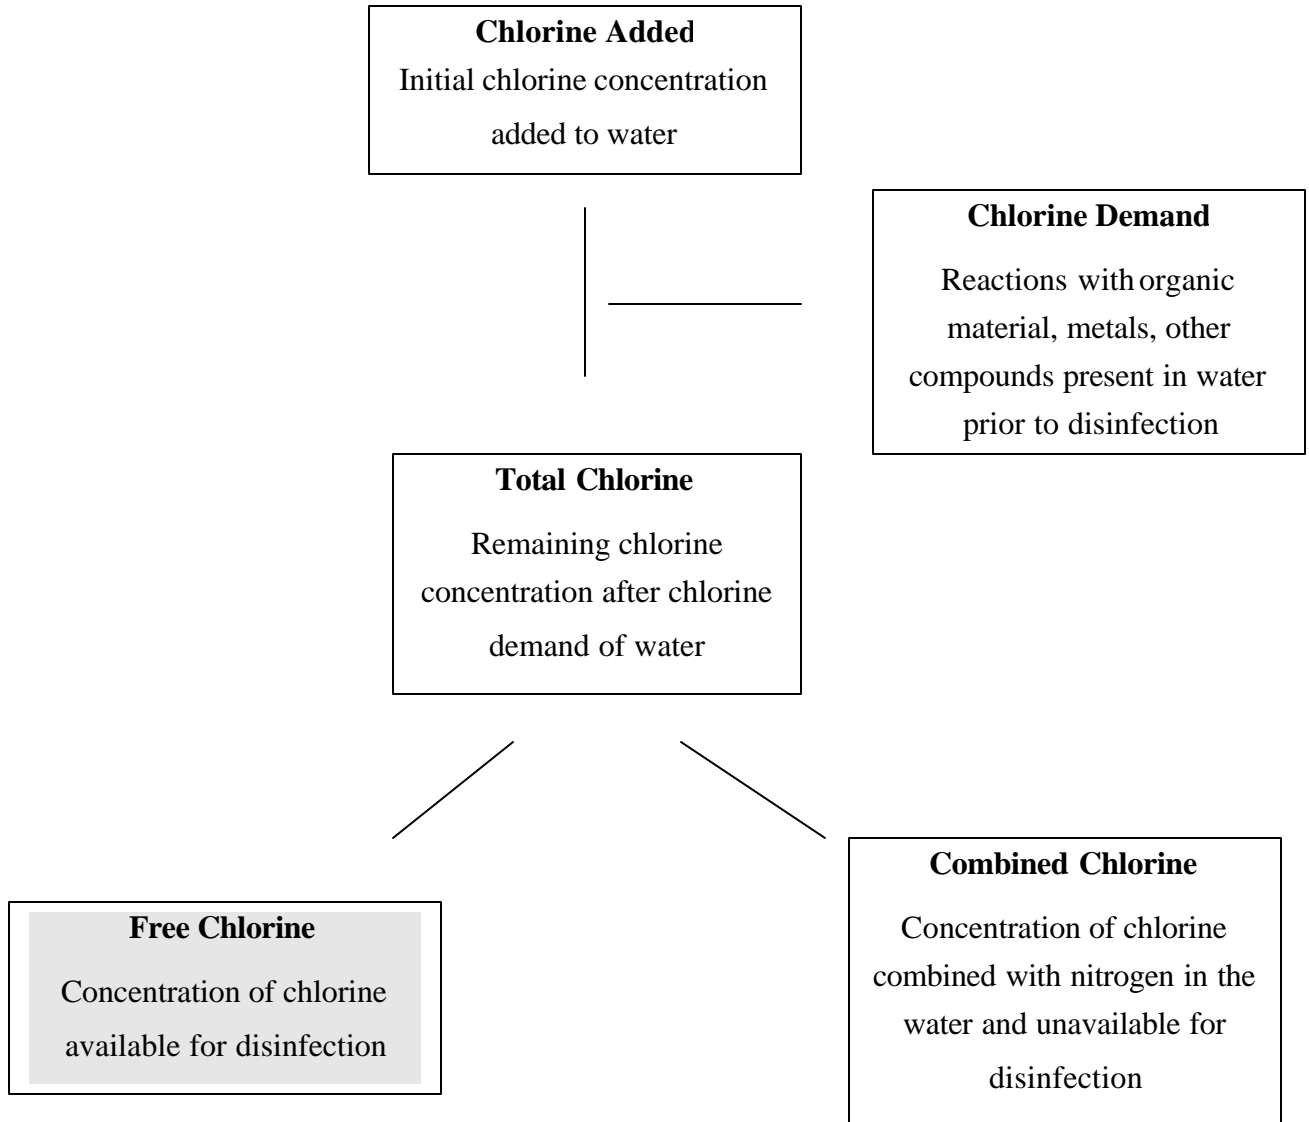 Chlorine Added
Initial chlorine concentration
added to water
Chlorine Demand
Reactions with organic
material, metals, other
compounds present in water
prior to disinfection
Total Chlorine
Remaining chlorine
concentration after chlorine
demand of water
Free Chlorine
Concentration of chlorine
available for disinfection
Combined Chlorine
Concentration of chlorine
combined with nitrogen in the
water and unavailable for
disinfection